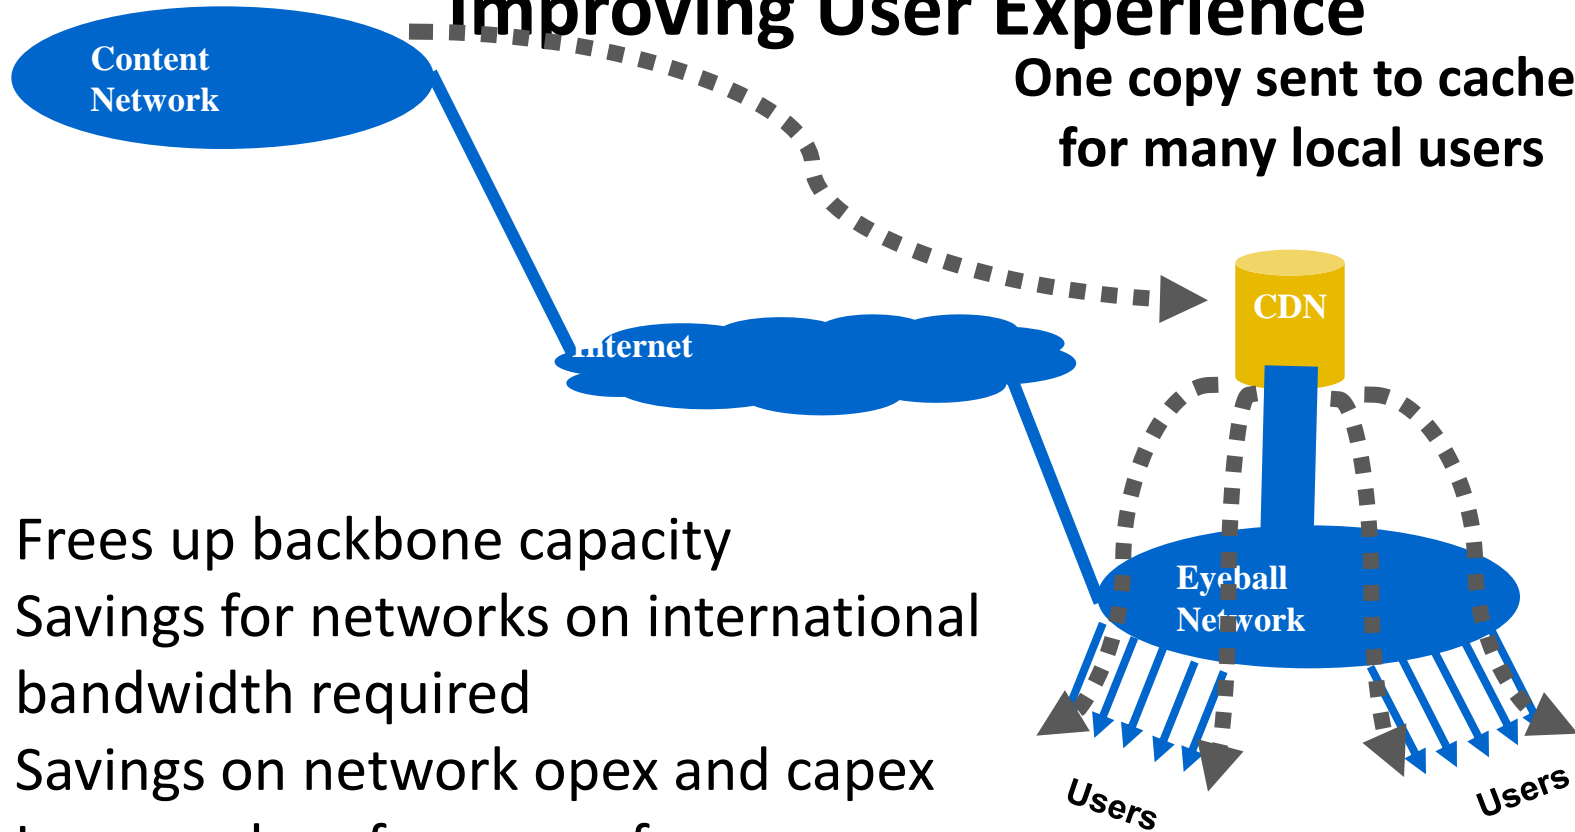 Improving User Experience
Content
Network
One copy sent to cache
for many local users
CDN
Internet
Frees up backbone capacity
Savings for networks on international
bandwidth required
Savings on network opex and capex
Eyeball
Network
Users
Users